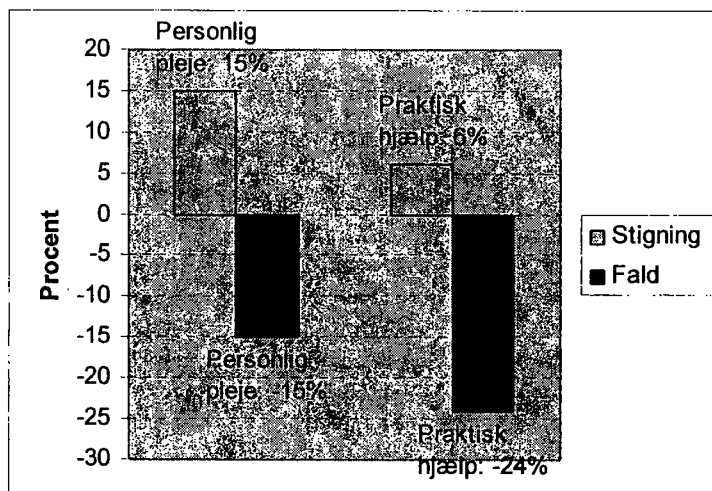 Personlig
pleje: 15%
Praktisk
hjælp: 6%
20
15
10
5
0
-5
-10
-15
-20
-25
-30
Procent
Personlig
pleje: -15%
Praktisk
hjælp: -24%
Stigning
Fald